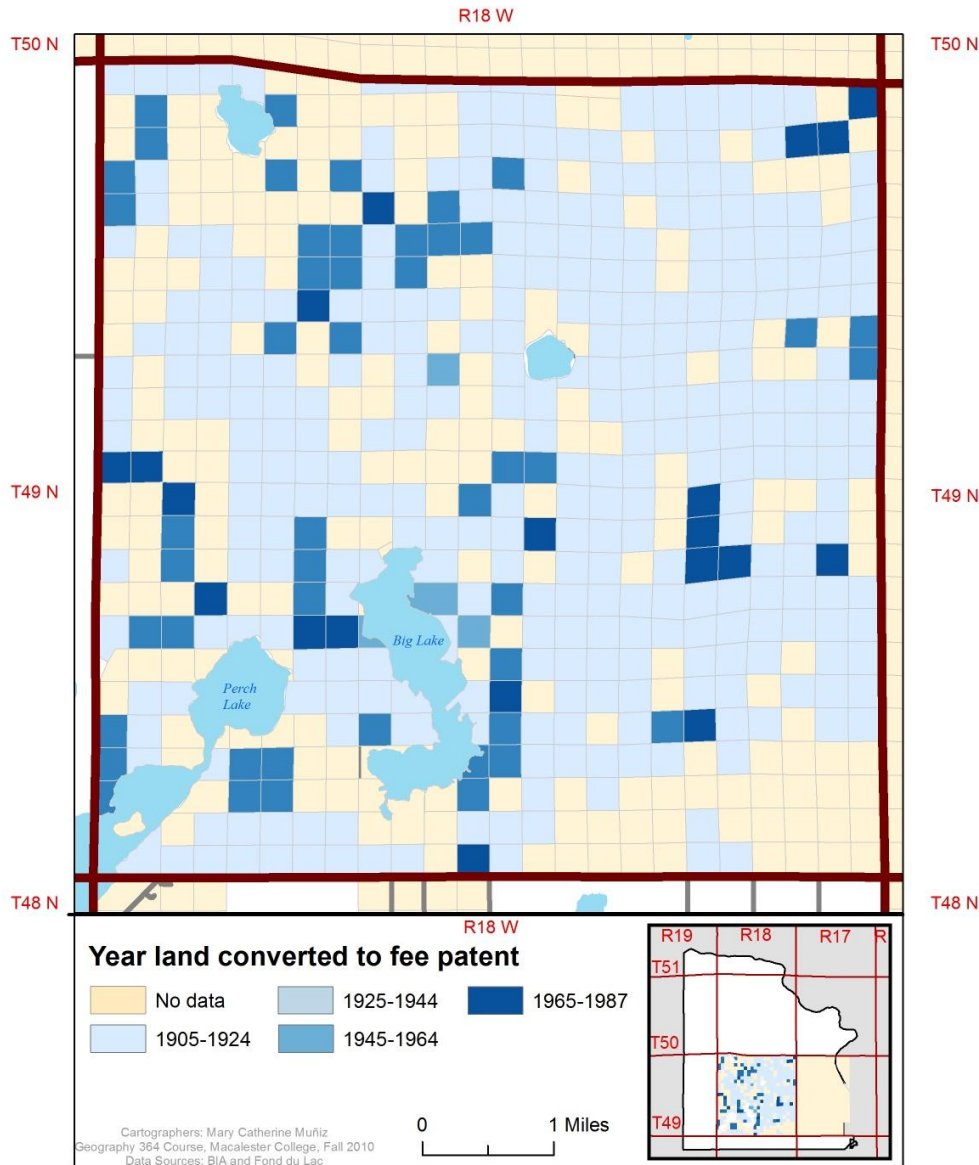 R18 W
T50 N
T50 N
T49 N
T49 N
Big Lake
Perch
Lake
T48 N
T48 N
R18 W
Year land converted to fee patent
No data
1925-1944
1965-1987
1905-1924
1945-1964
R19
R18
R17
R
T51
T50
T49
0
1 Miles
Cartographers: Mary Catherine Muñiz
Geography 364 Course, Macalester College, Fall 2010
Data Sources: BIA and Fond du Lac